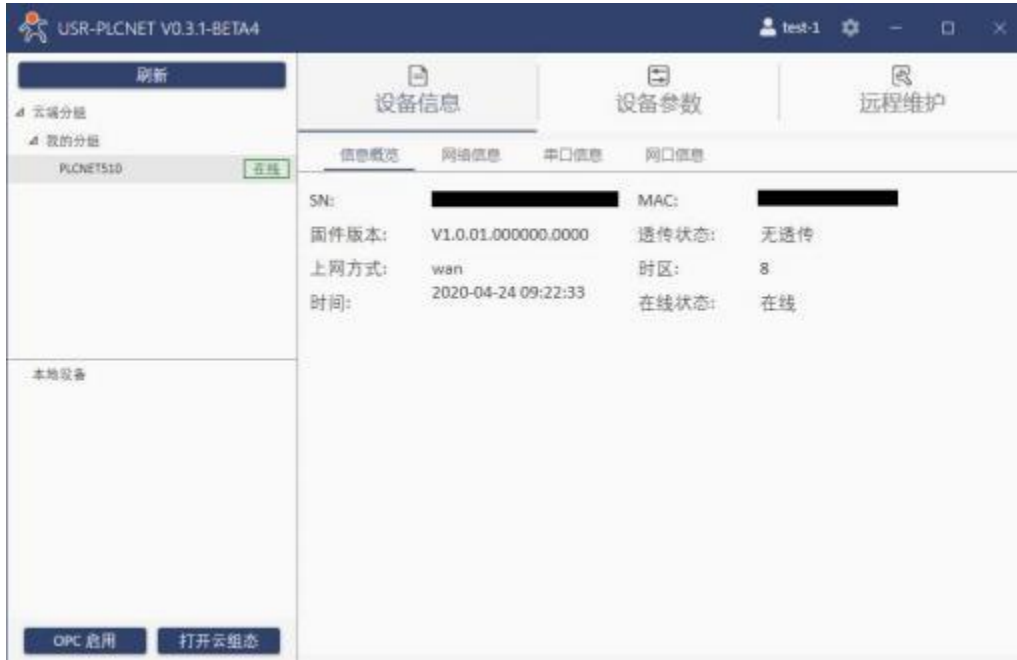 USR-PLCNET V0.3.1-BETA4
test-1
刷新
云端分组
我的分组
PLCNET510 在线
本地设备
OPC 启用 打开云组态
设备信息 设备参数 远程维护
信息概览 网络信息 串口信息 网口信息
SN: MAC:
固件版本: V1.0.01.000000.0000 透传状态: 无透传
上网方式: wan 时区: 8
时间: 2020-04-24 09:22:33 在线状态: 在线